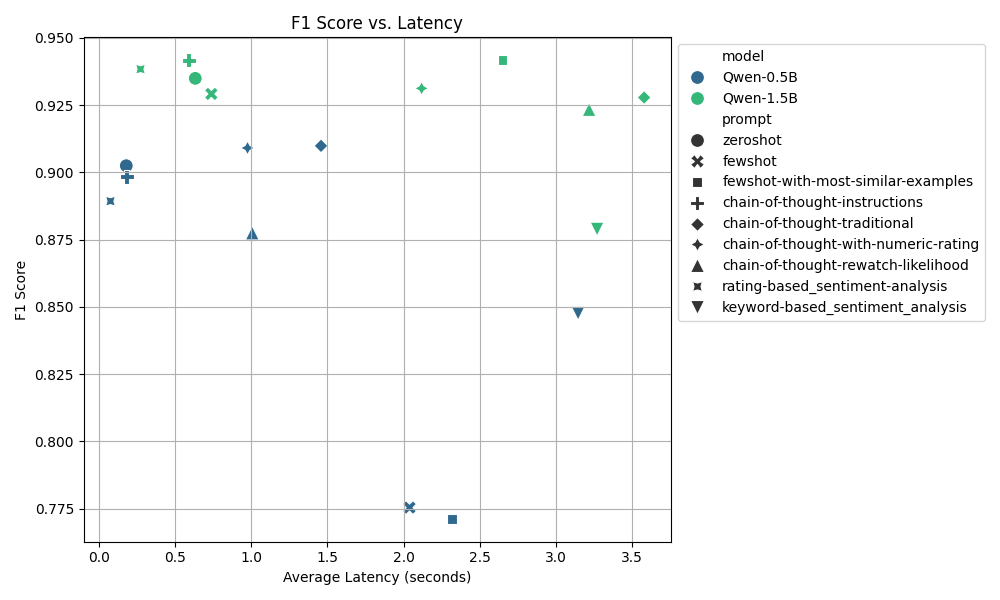 F1 Score vs. Latency
0.950
0.925
0.900
0.875
0.850
0.825
0.800
0.775
F1 Score
0.0 0.5 1.0 1.5 2.0 2.5 3.0 3.5
Average Latency (seconds)
model
Qwen-0.5B
Qwen-1.5B
prompt
zeroshot
fewshot
fewshot-with-most-similar-examples
chain-of-thought-instructions
chain-of-thought-traditional
chain-of-thought-with-numeric-rating
chain-of-thought-rewatch-likelihood
rating-based_sentiment-analysis
keyword-based_sentiment_analysis